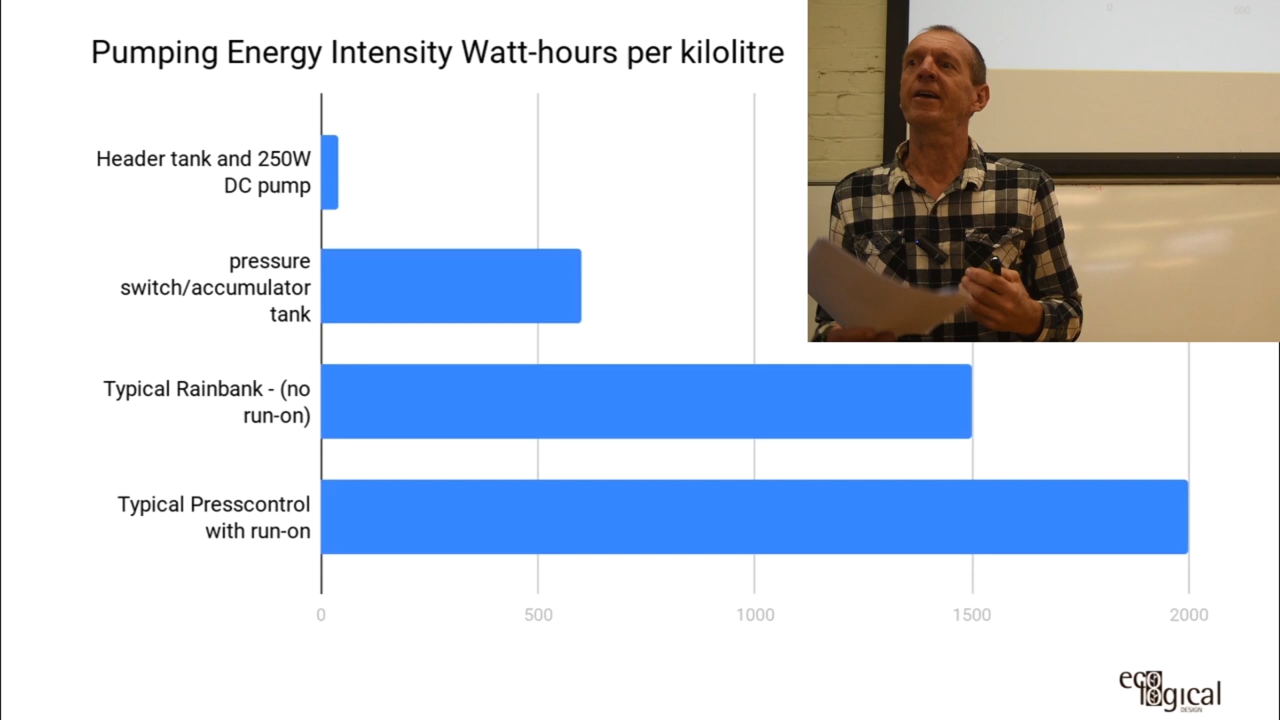 Pumping Energy Intensity Watt-hours per kilolitre
Header tank and 250W
DC pump
pressure
switch/accumulator
tank
Typical Rainbank - (no
run-on)
Typical Presscontrol
with run-on
0
500
1000
1500
2000
500
ecological
DESIGN